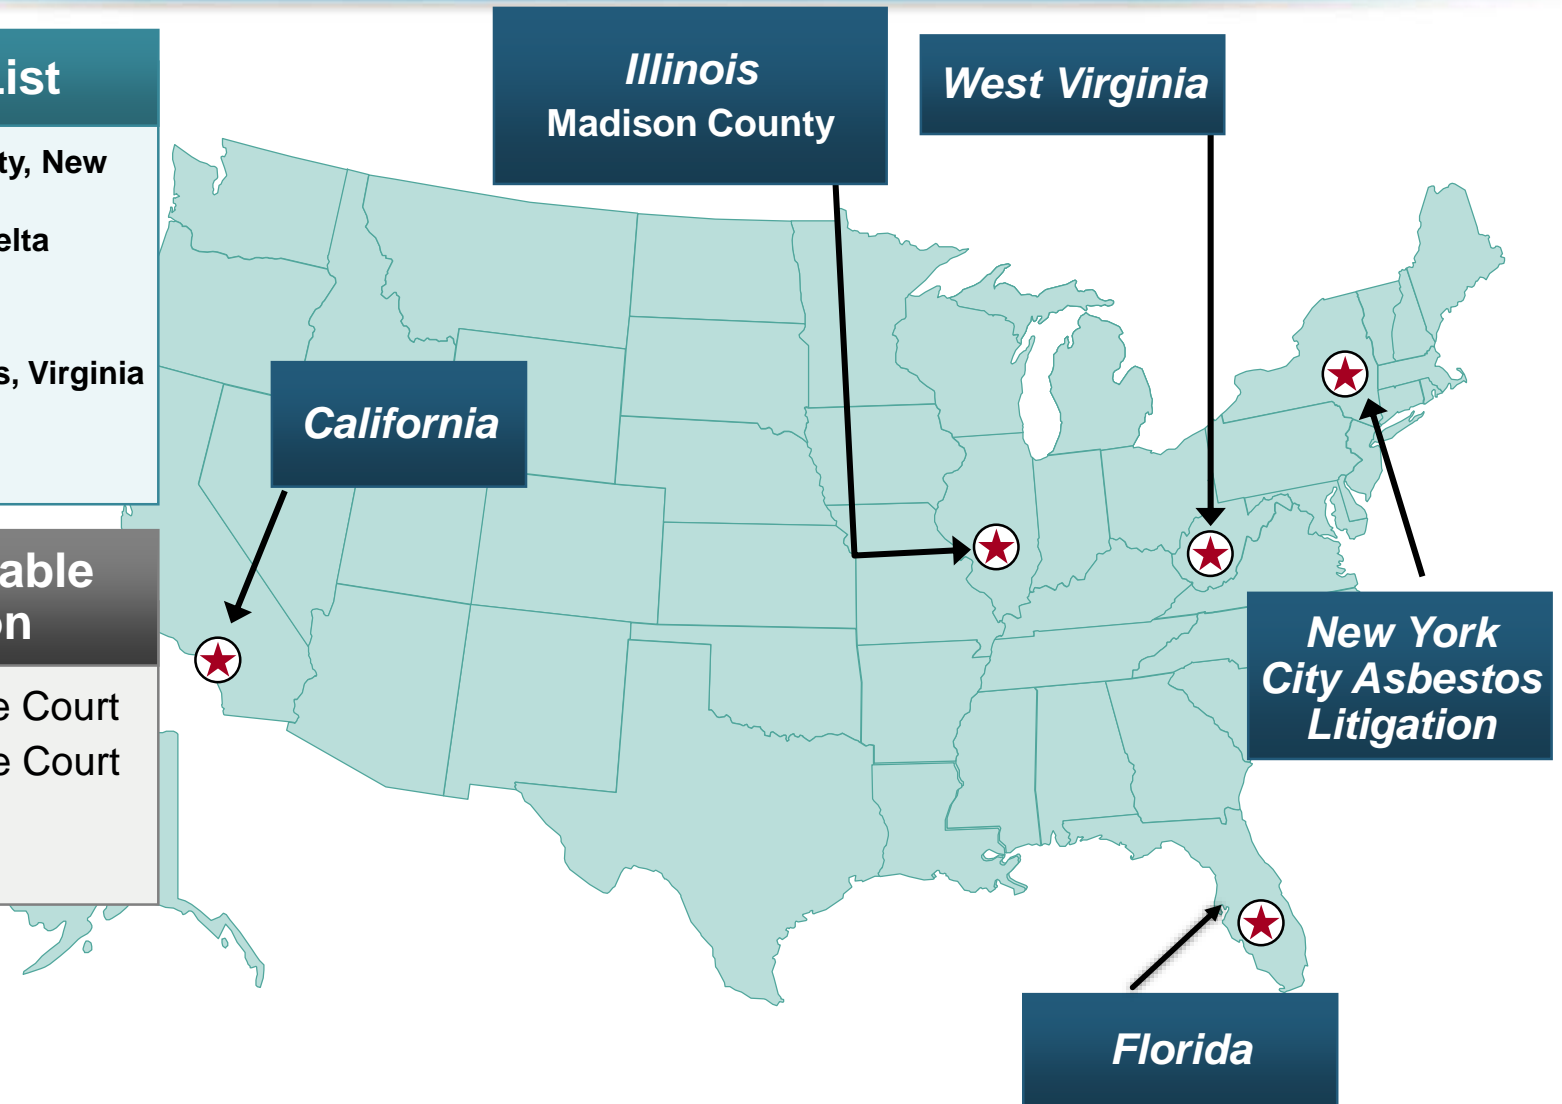 List
ty, New
elta
s, Virginia
able
on
e Court
e Court
Illinois
Madison County
West Virginia
California
New York
City Asbestos
Litigation
Florida